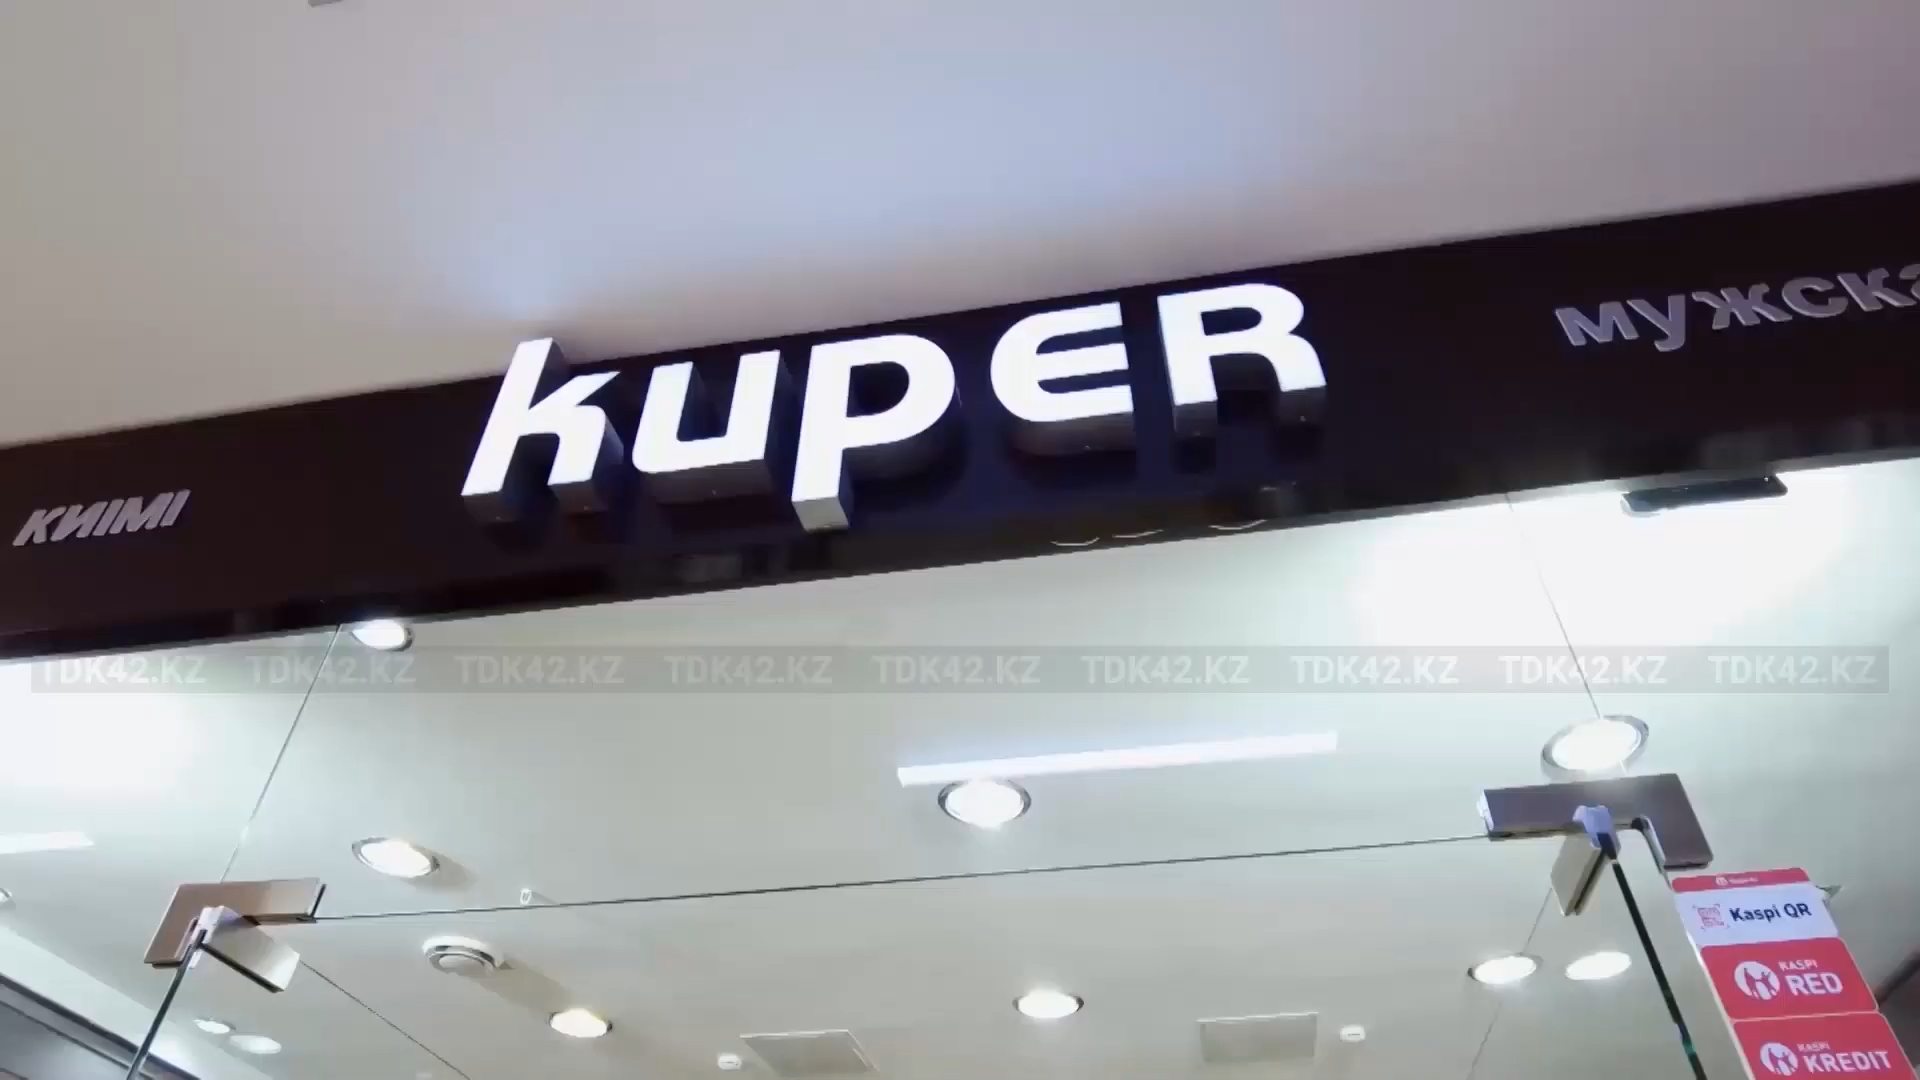 киімі
kupeR
мужска
TDK42.KZ TDK42.KZ TDK42.KZ TDK42.KZ TDK42.KZ TDK42.KZ TDK42.KZ TDK42.KZ TDK42.KZ
Kaspi QR
KASPI
RED
KASPI
KREDIT